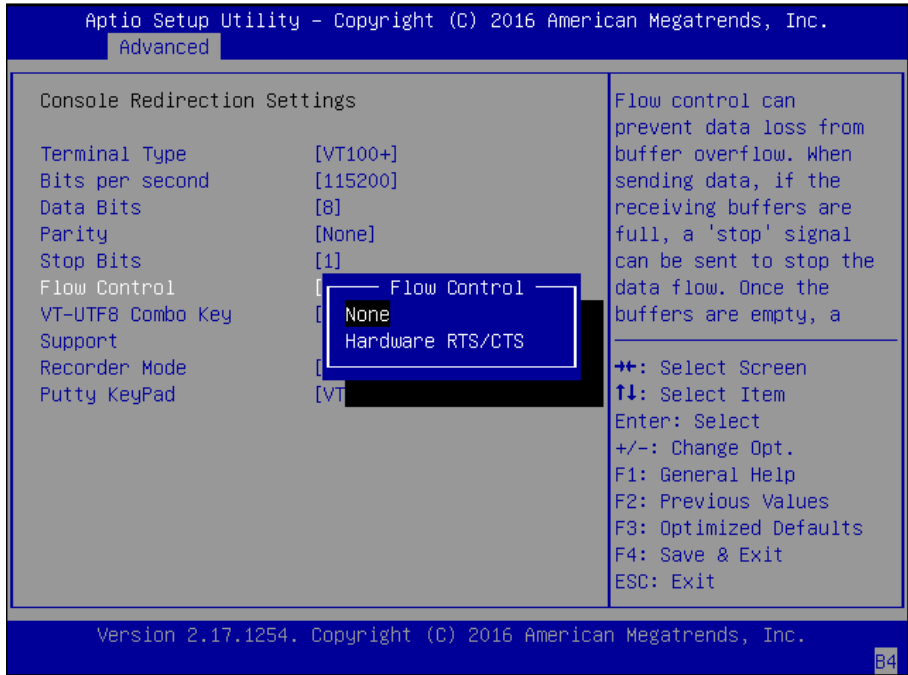 Aptio Setup Utility – Copyright (C) 2016 American Megatrends, Inc.
Advanced
Console Redirection Settings
Terminal Type [VT100+]
Bits per second [115200]
Data Bits [8]
Parity [None]
Stop Bits [1]
Flow Control [
VT-UTF8 Combo Key [
Support
Recorder Mode [
Putty KeyPad [VT
Flow Control
None
Hardware RTS/CTS
Flow control can
prevent data loss from
buffer overflow. When
sending data, if the
receiving buffers are
full, a 'stop' signal
can be sent to stop the
data flow. Once the
buffers are empty, a
→←: Select Screen
↑↓: Select Item
Enter: Select
+/-: Change Opt.
F1: General Help
F2: Previous Values
F3: Optimized Defaults
F4: Save & Exit
ESC: Exit
Version 2.17.1254. Copyright (C) 2016 American Megatrends, Inc.
B4